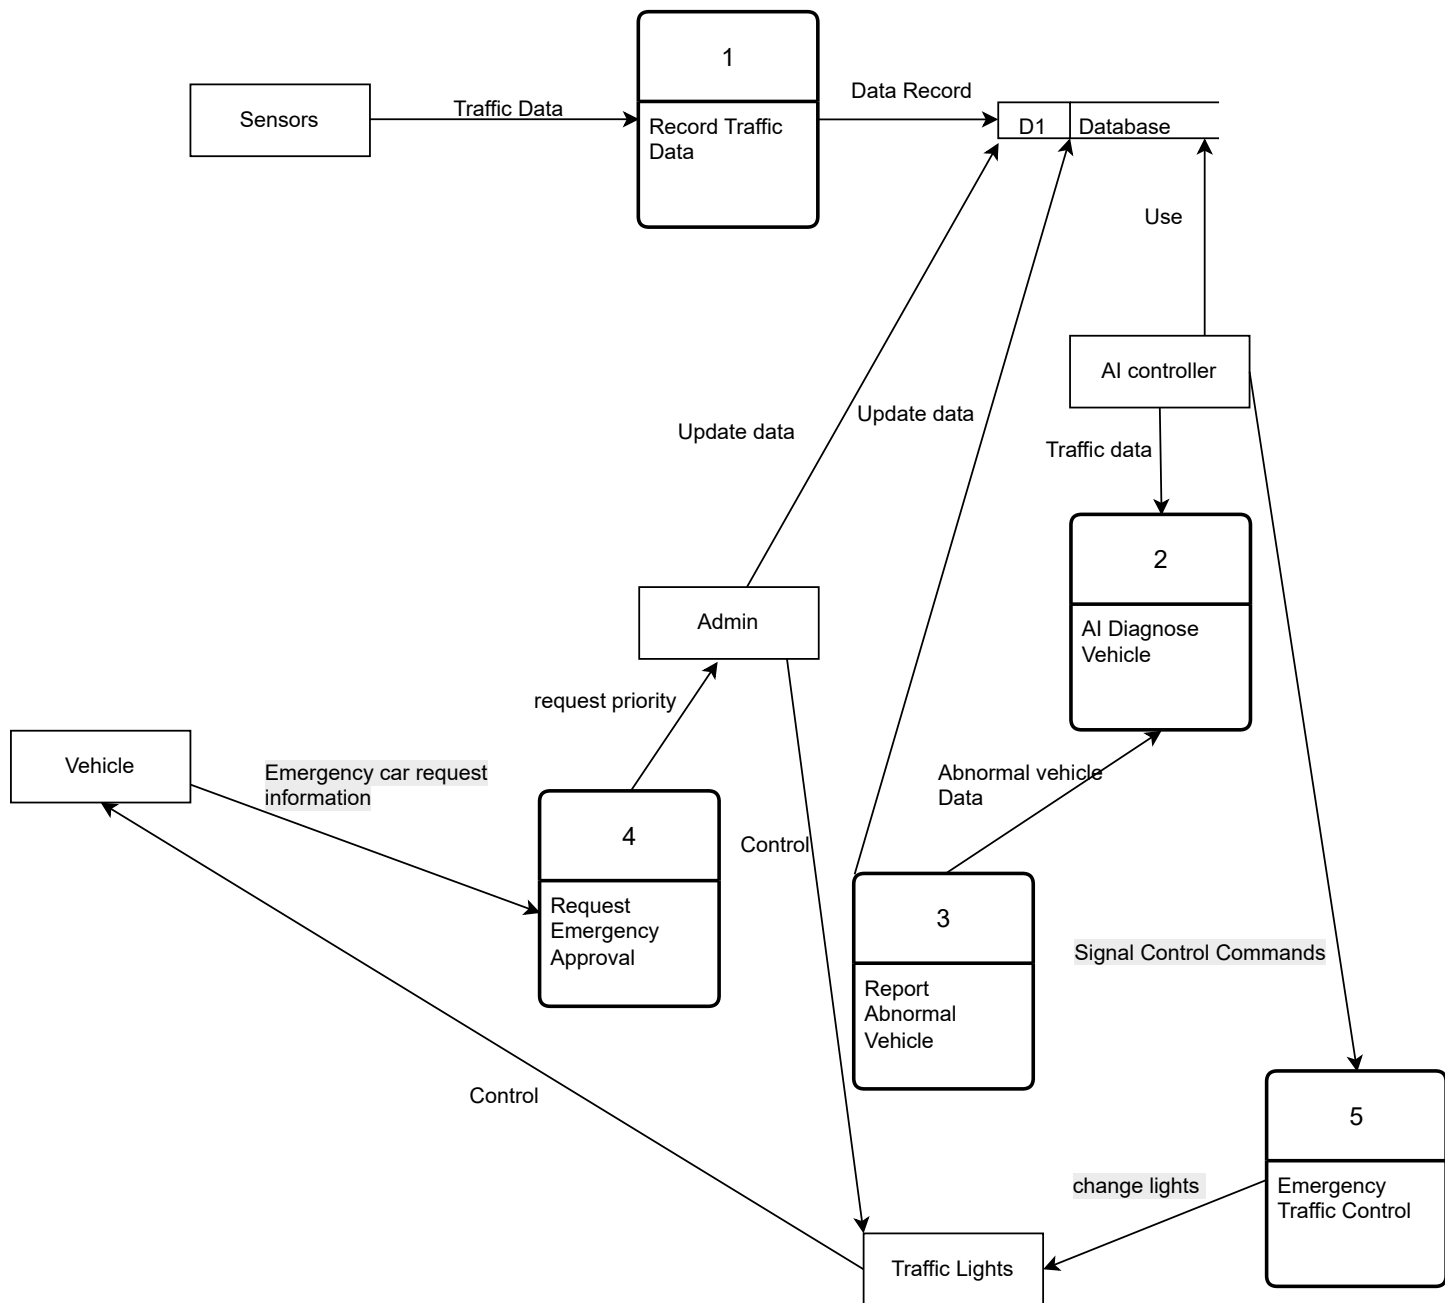 1
Data Record
Sensors
Traffic Data
Record Traffic
Data
D1
Database
Use
AI controller
Update data
Update data
Traffic data
2
Admin
AI Diagnose
Vehicle
request priority
Vehicle
Emergency car request
information
Abnormal vehicle
Data
4
Control
Request
Emergency
Approval
3
Signal Control Commands
Report
Abnormal
Vehicle
Control
5
change lights
Emergency
Traffic Control
Traffic Lights